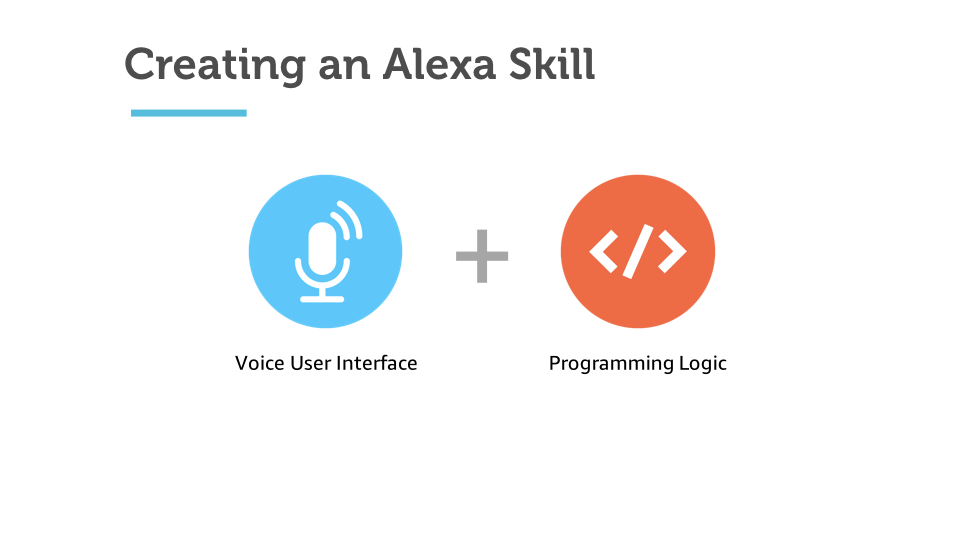 Creating an Alexa Skill
Voice User Interface
Programming Logic